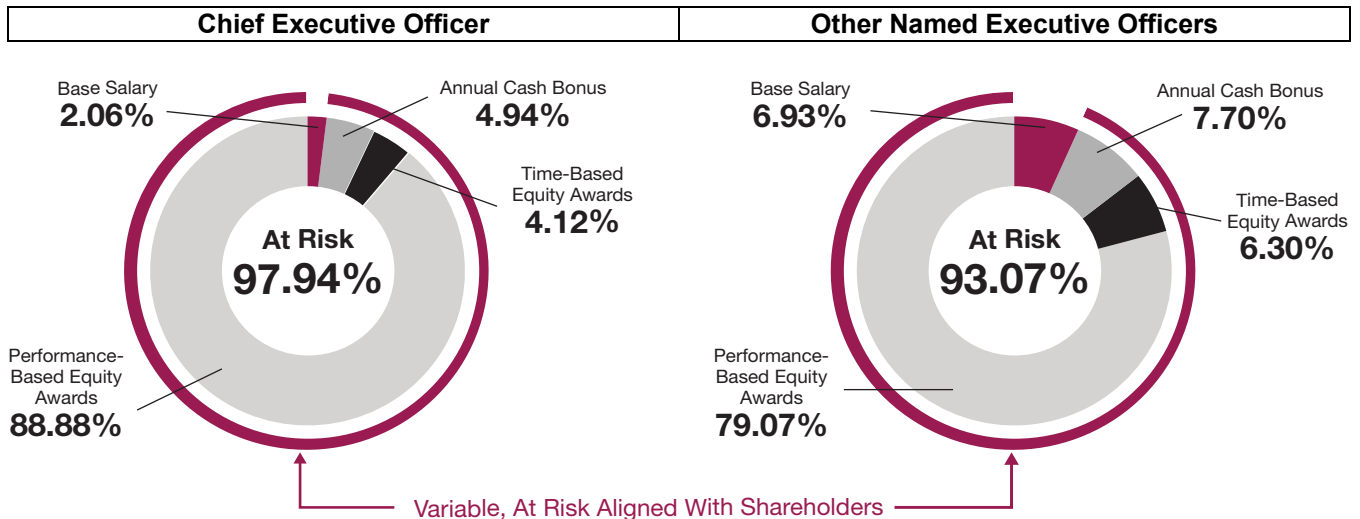 Chief Executive Officer
Other Named Executive Officers
Base Salary
2.06%
Annual Cash Bonus
4.94%
Time-Based
Equity Awards
4.12%
At Risk
97.94%
Performance-
Based Equity
Awards
88.88%
Base Salary
6.93%
Annual Cash Bonus
7.70%
Time-Based
Equity Awards
6.30%
At Risk
93.07%
Performance-
Based Equity
Awards
79.07%
Variable, At Risk Aligned With Shareholders